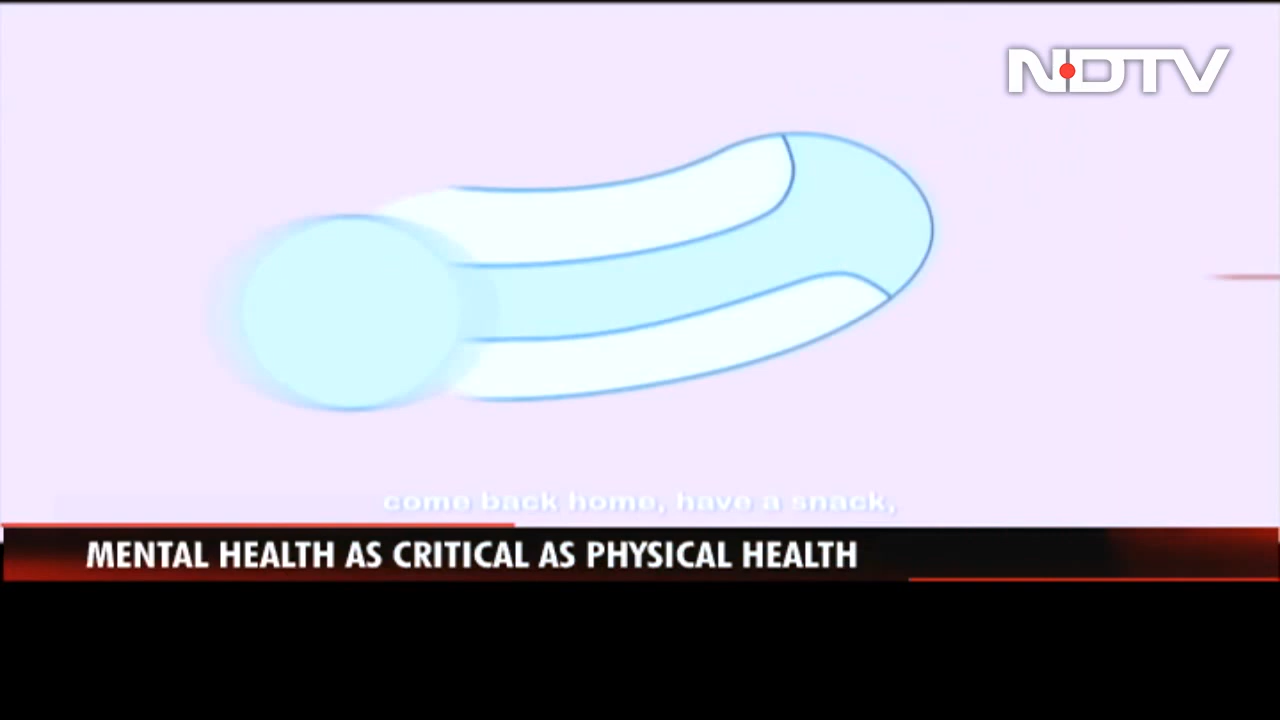 NDTV
come back home, have a snack,
MENTAL HEALTH AS CRITICAL AS PHYSICAL HEALTH